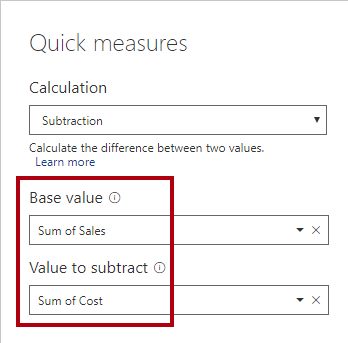 Quick measures
Calculation
Subtraction
Calculate the difference between two values.
Learn more
Base value
Sum of Sales
Value to subtract
Sum of Cost